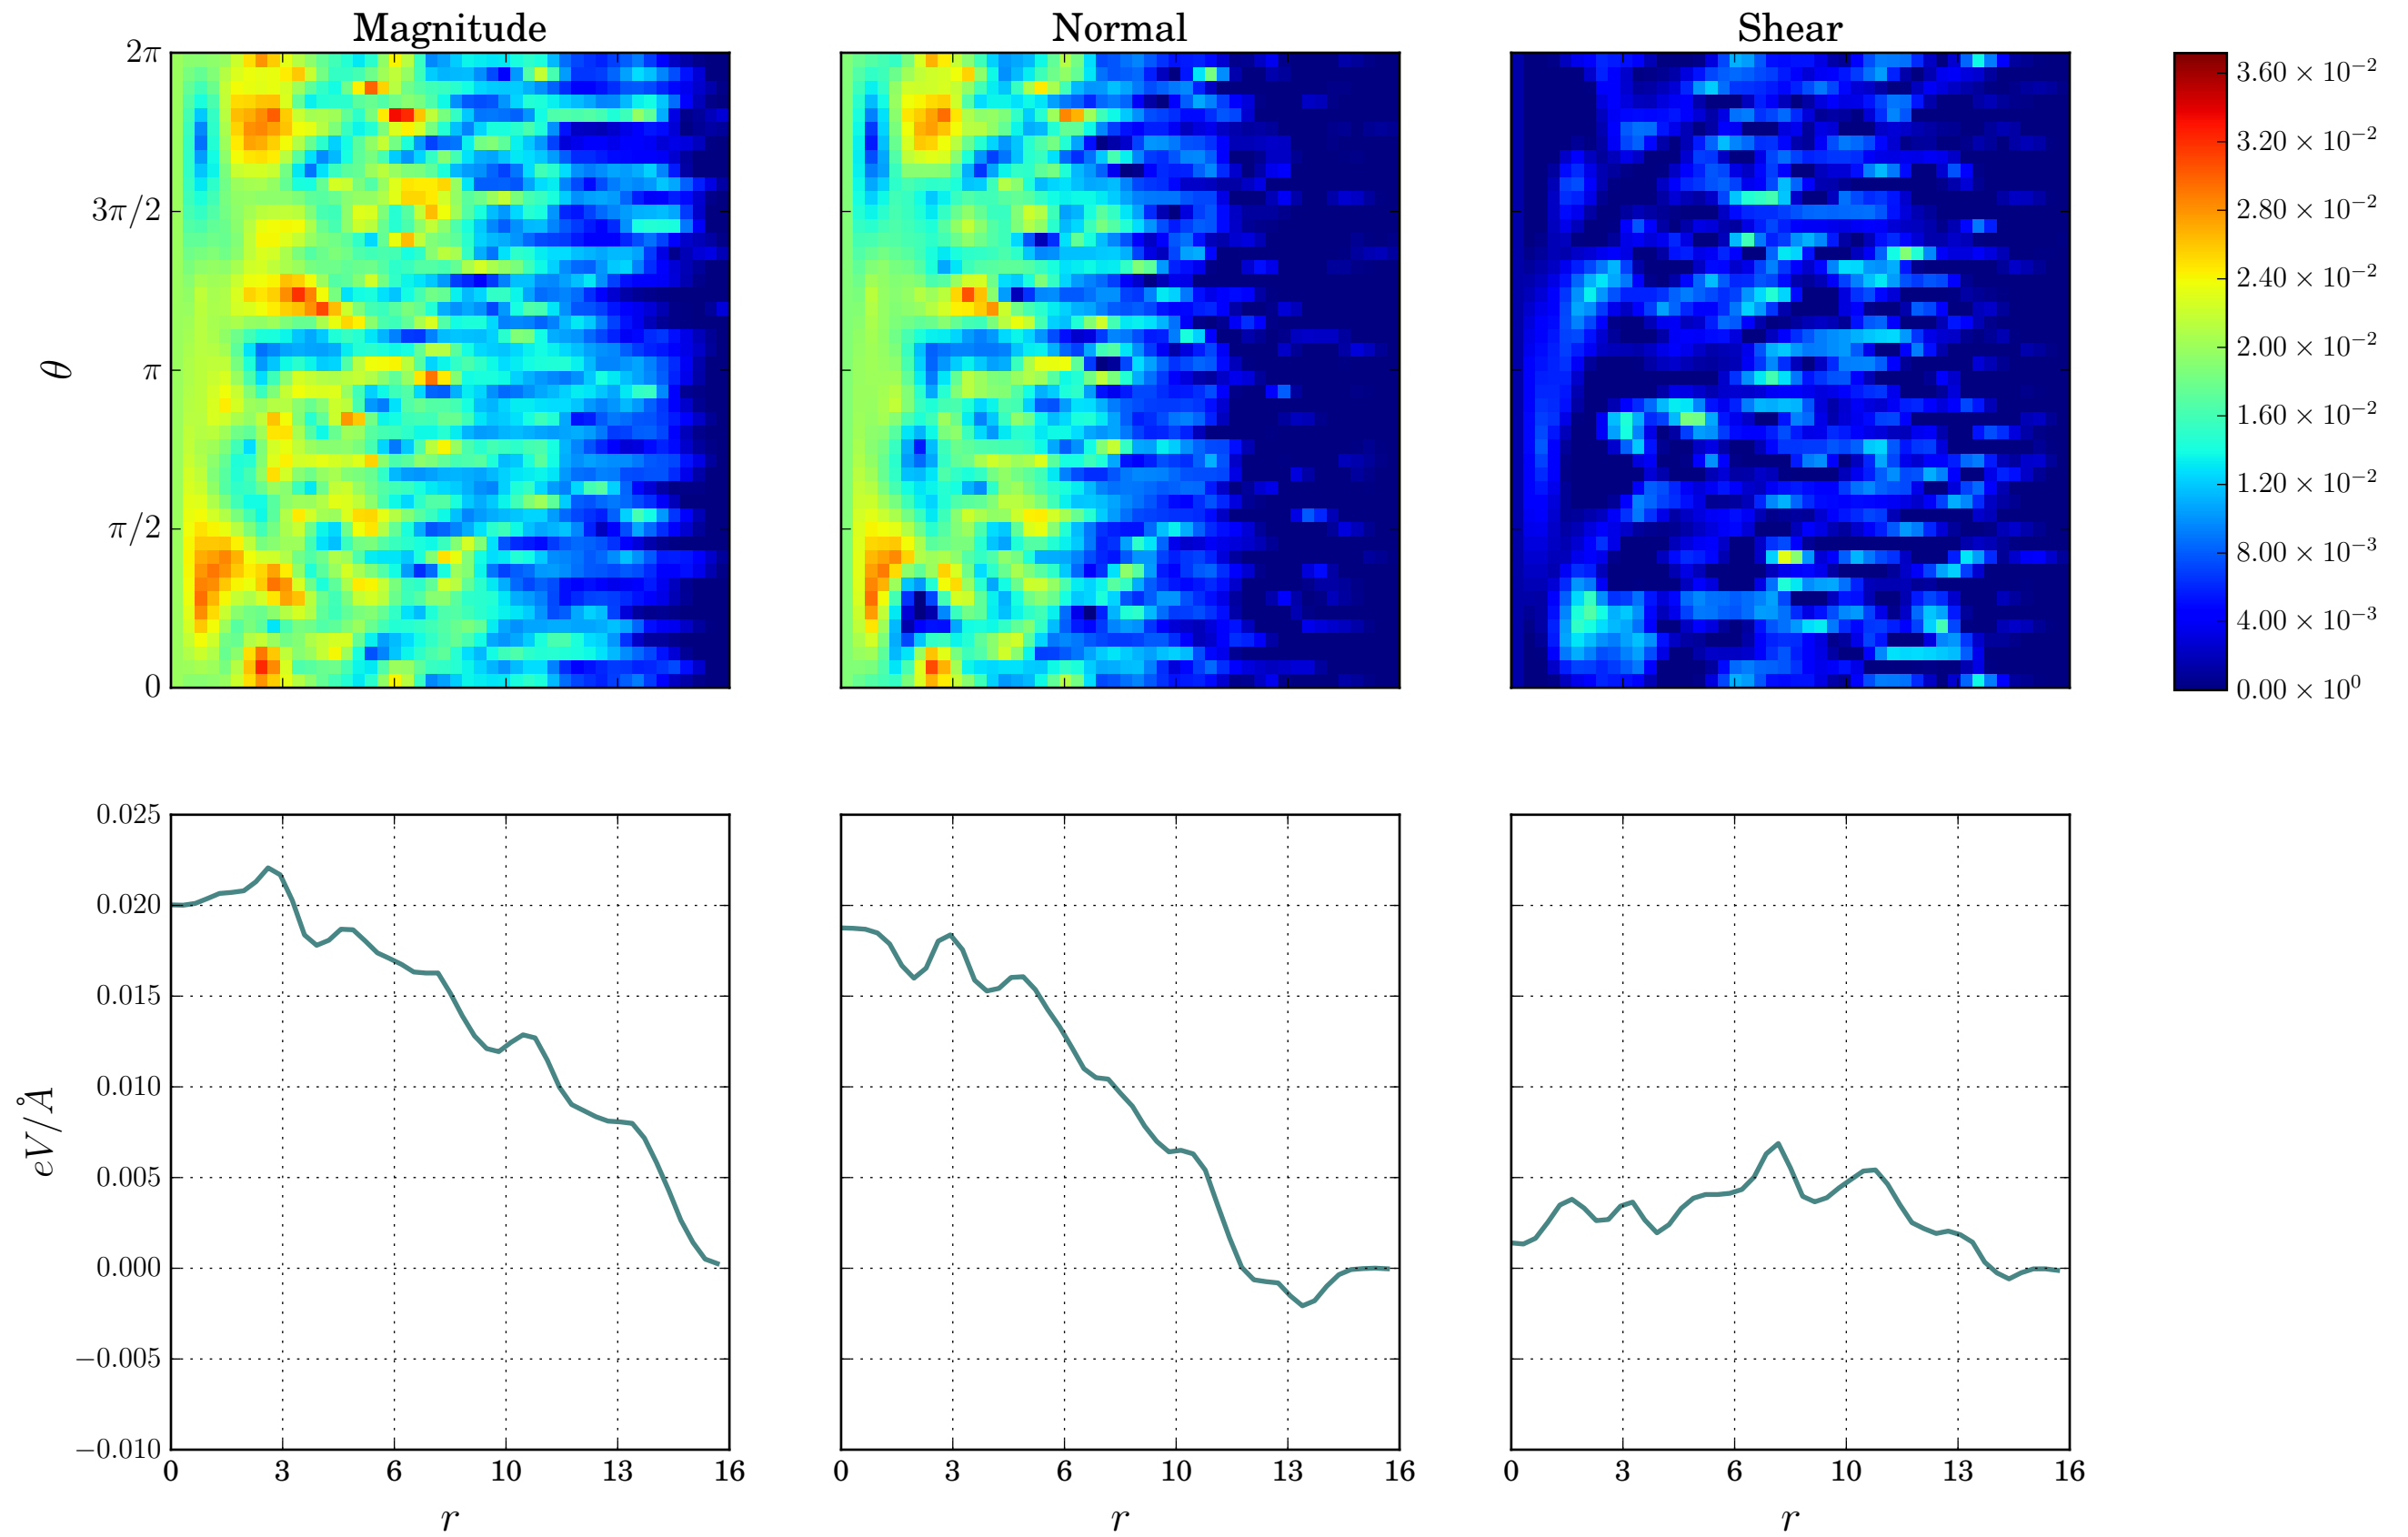 Magnitude
Normal
Shear
2π
3π/2
π
π/2
0
θ
3.60 × 10⁻²
3.20 × 10⁻²
2.80 × 10⁻²
2.40 × 10⁻²
2.00 × 10⁻²
1.60 × 10⁻²
1.20 × 10⁻²
8.00 × 10⁻³
4.00 × 10⁻³
0.00 × 10⁰
0.025
0.020
0.015
0.010
0.005
0.000
−0.005
−0.010
eV/Å
0 3 6 10 13 16
0 3 6 10 13 16
0 3 6 10 13 16
r
r
r